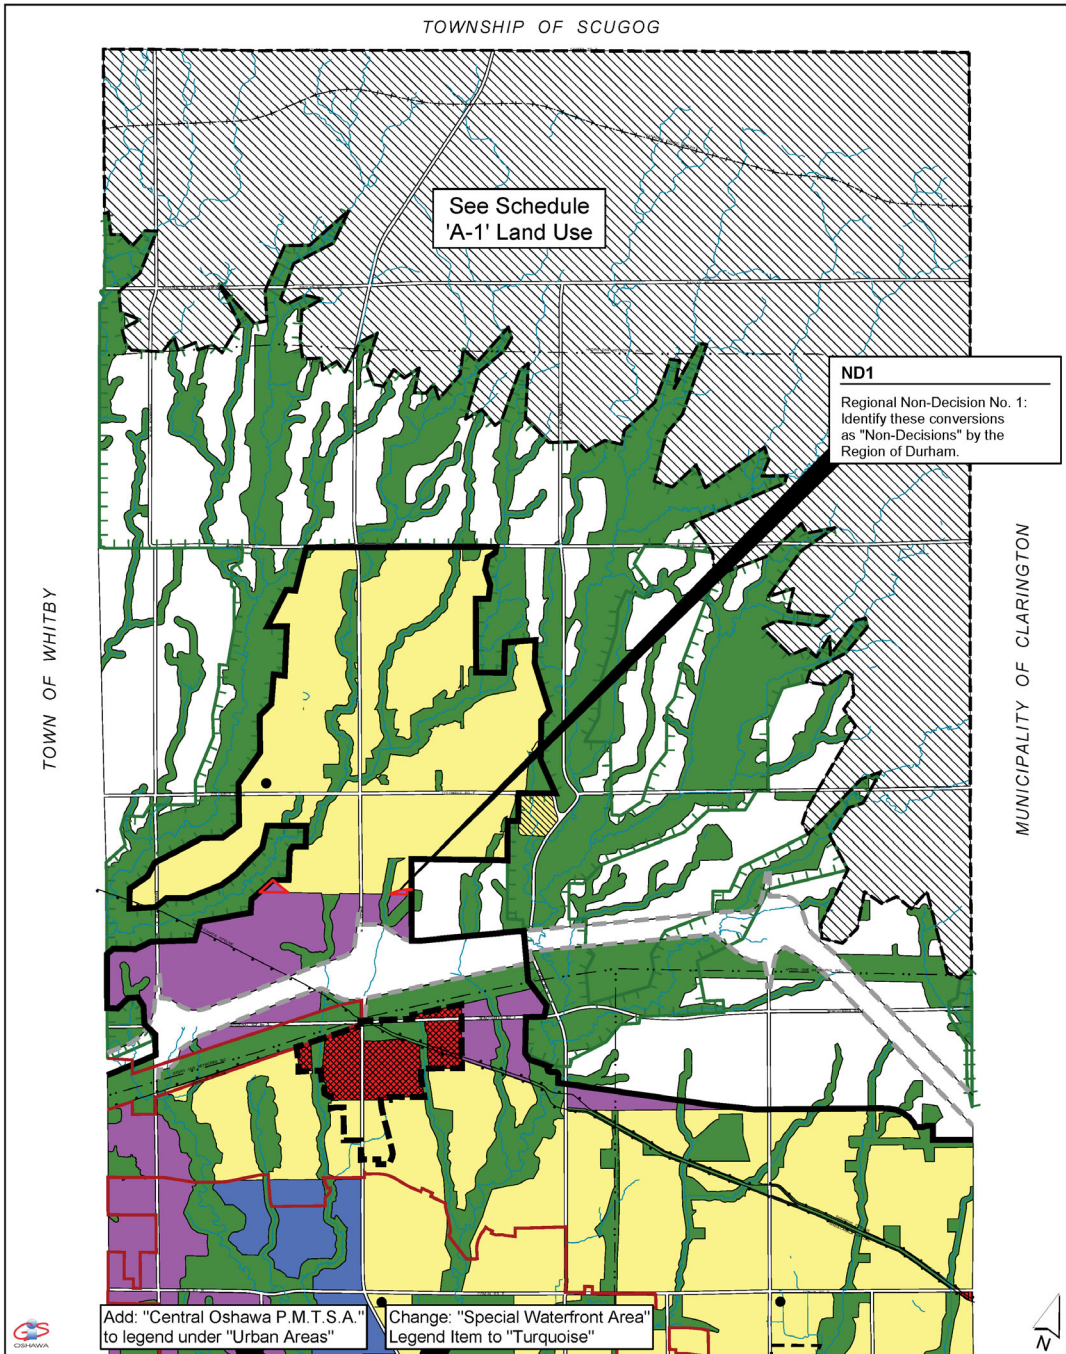 TOWNSHIP OF SCUGOG
See Schedule
'A-1' Land Use
ND1
Regional Non-Decision No. 1:
Identify these conversions
as "Non-Decisions" by the
Region of Durham.
TOWN OF WHITBY
MUNICIPALITY OF CLARINGTON
Add: "Central Oshawa P.M.T.S.A."
to legend under "Urban Areas"
Change: "Special Waterfront Area"
Legend Item to "Turquoise"
GIS
OSHAWA
N